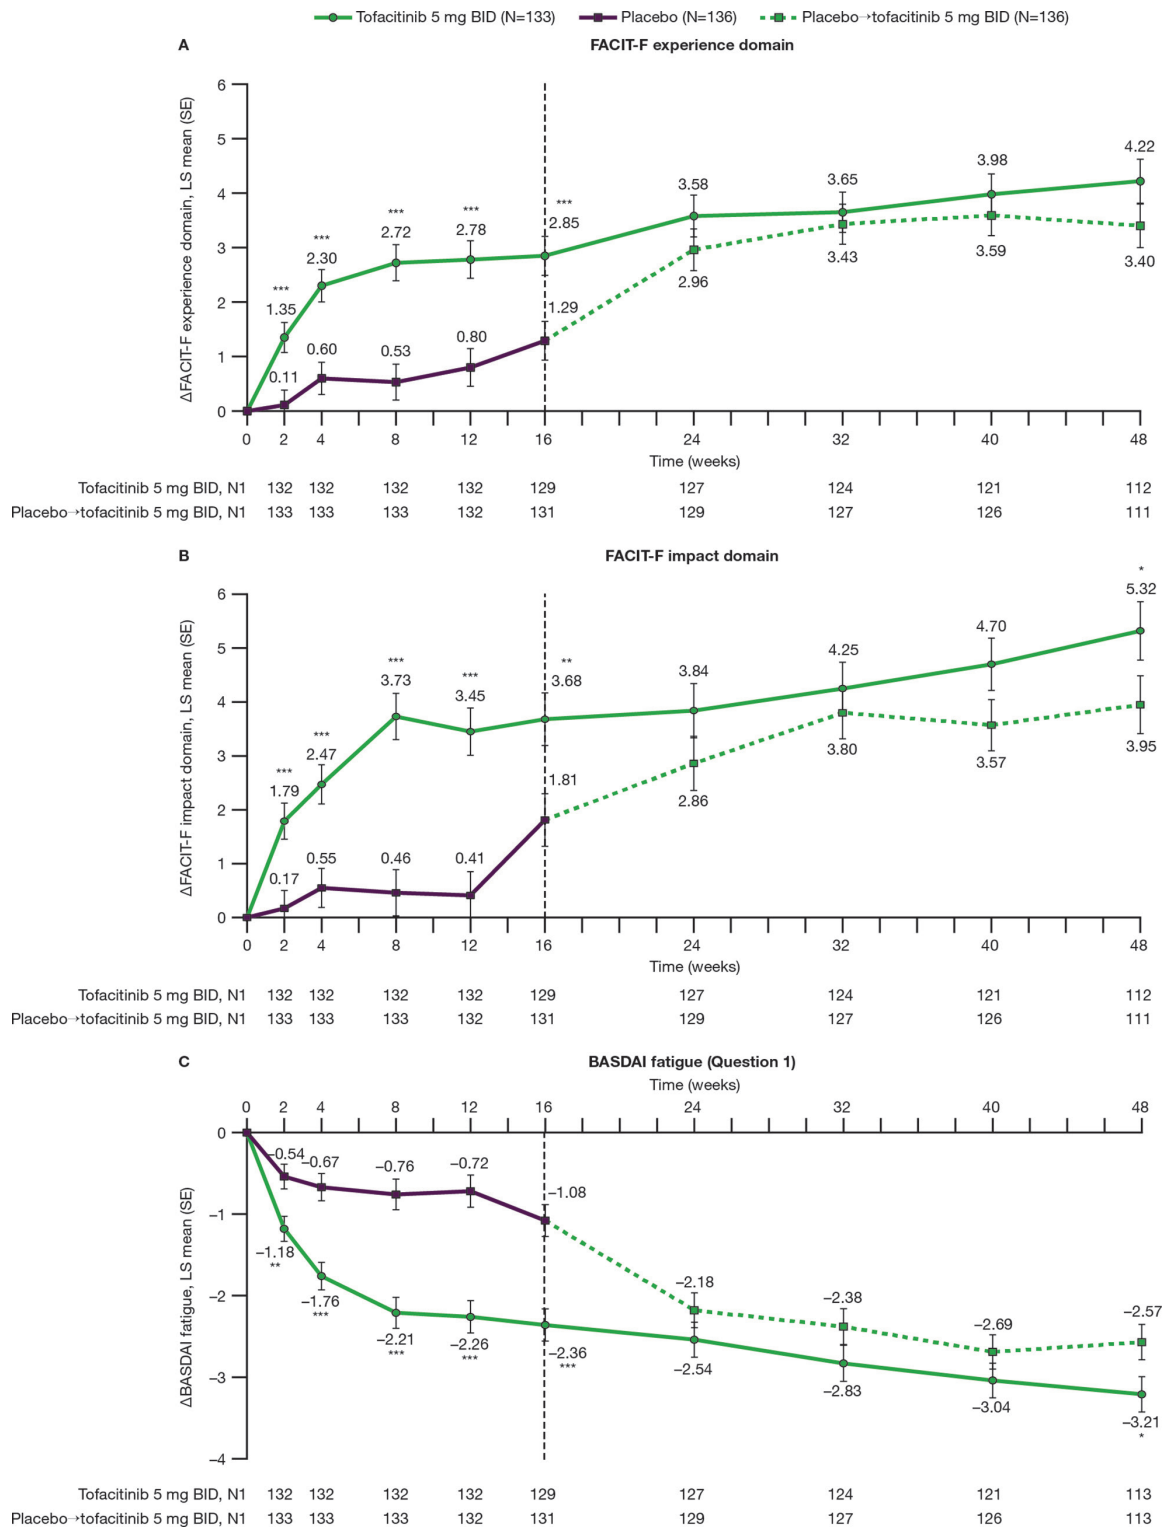 Tofacitinib 5 mg BID (N=133) Placebo (N=136) Placebo→tofacitinib 5 mg BID (N=136)
A FACIT-F experience domain
ΔFACIT-F experience domain, LS mean (SE)
6
5
4
3
2
1
0
*** *** *** *** ***
1.35 2.30 2.72 2.78 2.85 3.58 3.65 3.98 4.22
0.11 0.60 0.53 0.80 1.29 2.96 3.43 3.59 3.40
0 2 4 8 12 16 24 32 40 48
Time (weeks)
Tofacitinib 5 mg BID, N1 132 132 132 132 129 127 124 121 112
Placebo→tofacitinib 5 mg BID, N1 133 133 133 132 131 129 127 126 111
B FACIT-F impact domain
ΔFACIT-F impact domain, LS mean (SE)
6
5
4
3
2
1
0
*** *** *** *** ** *
1.79 2.47 3.73 3.45 3.68 3.84 4.25 4.70 5.32
0.17 0.55 0.46 0.41 1.81 2.86 3.80 3.57 3.95
0 2 4 8 12 16 24 32 40 48
Time (weeks)
Tofacitinib 5 mg BID, N1 132 132 132 132 129 127 124 121 112
Placebo→tofacitinib 5 mg BID, N1 133 133 133 132 131 129 127 126 111
C BASDAI fatigue (Question 1)
Time (weeks)
0 2 4 8 12 16 24 32 40 48
ΔBASDAI fatigue, LS mean (SE)
0
–1
–2
–3
–4
–0.54 –0.67 –0.76 –0.72 –1.08 –2.18 –2.38 –2.69 –2.57
–1.18 –1.76 –2.21 –2.26 –2.36 –2.54 –2.83 –3.04 –3.21
** *** *** *** *** *
Tofacitinib 5 mg BID, N1 132 132 132 132 129 127 124 121 113
Placebo→tofacitinib 5 mg BID, N1 133 133 133 132 131 129 127 126 113